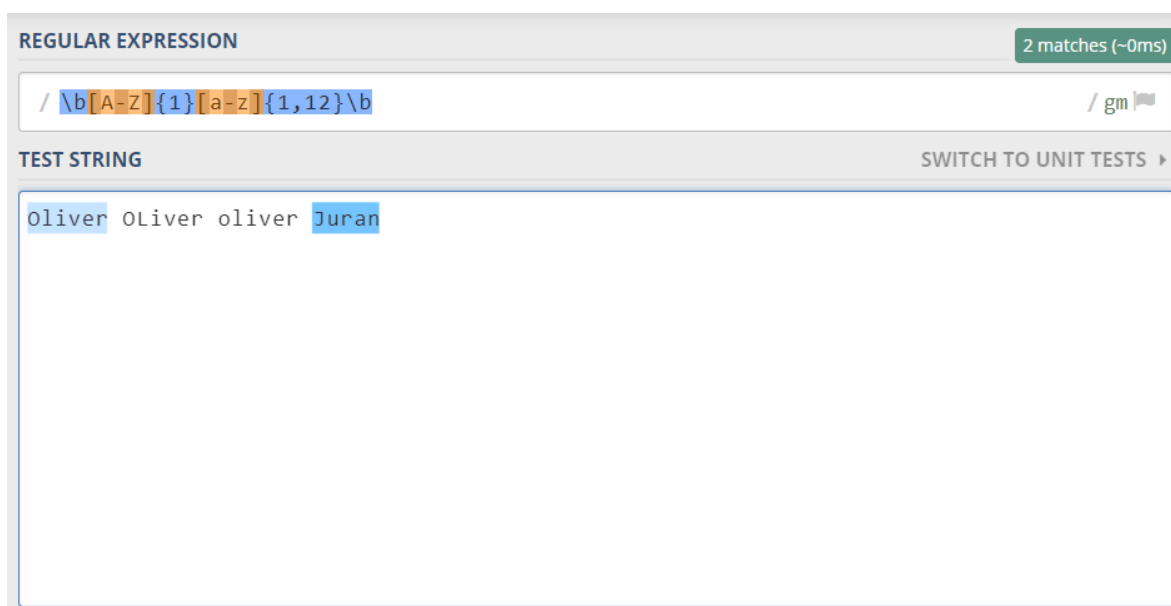 REGULAR EXPRESSION
2 matches (~0ms)
/ \b[A-Z]{1}[a-z]{1,12}\b / gm
TEST STRING SWITCH TO UNIT TESTS
Oliver OLiver oliver Juran